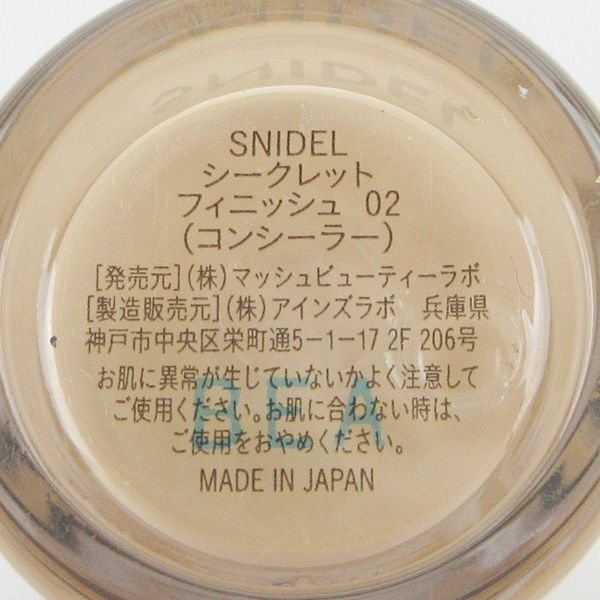 SNIDEL
SNIDEL
シークレット
フィニッシュ 02
(コンシーラー)
[発売元](株)マッシュビューティーラボ
[製造販売元](株)アインズラボ 兵庫県
神戸市中央区栄町通5-1-17 2F 206号
お肌に異常が生じていないかよく注意して
ご使用ください。お肌に合わない時は、
ご使用をおやめください。
MADE IN JAPAN